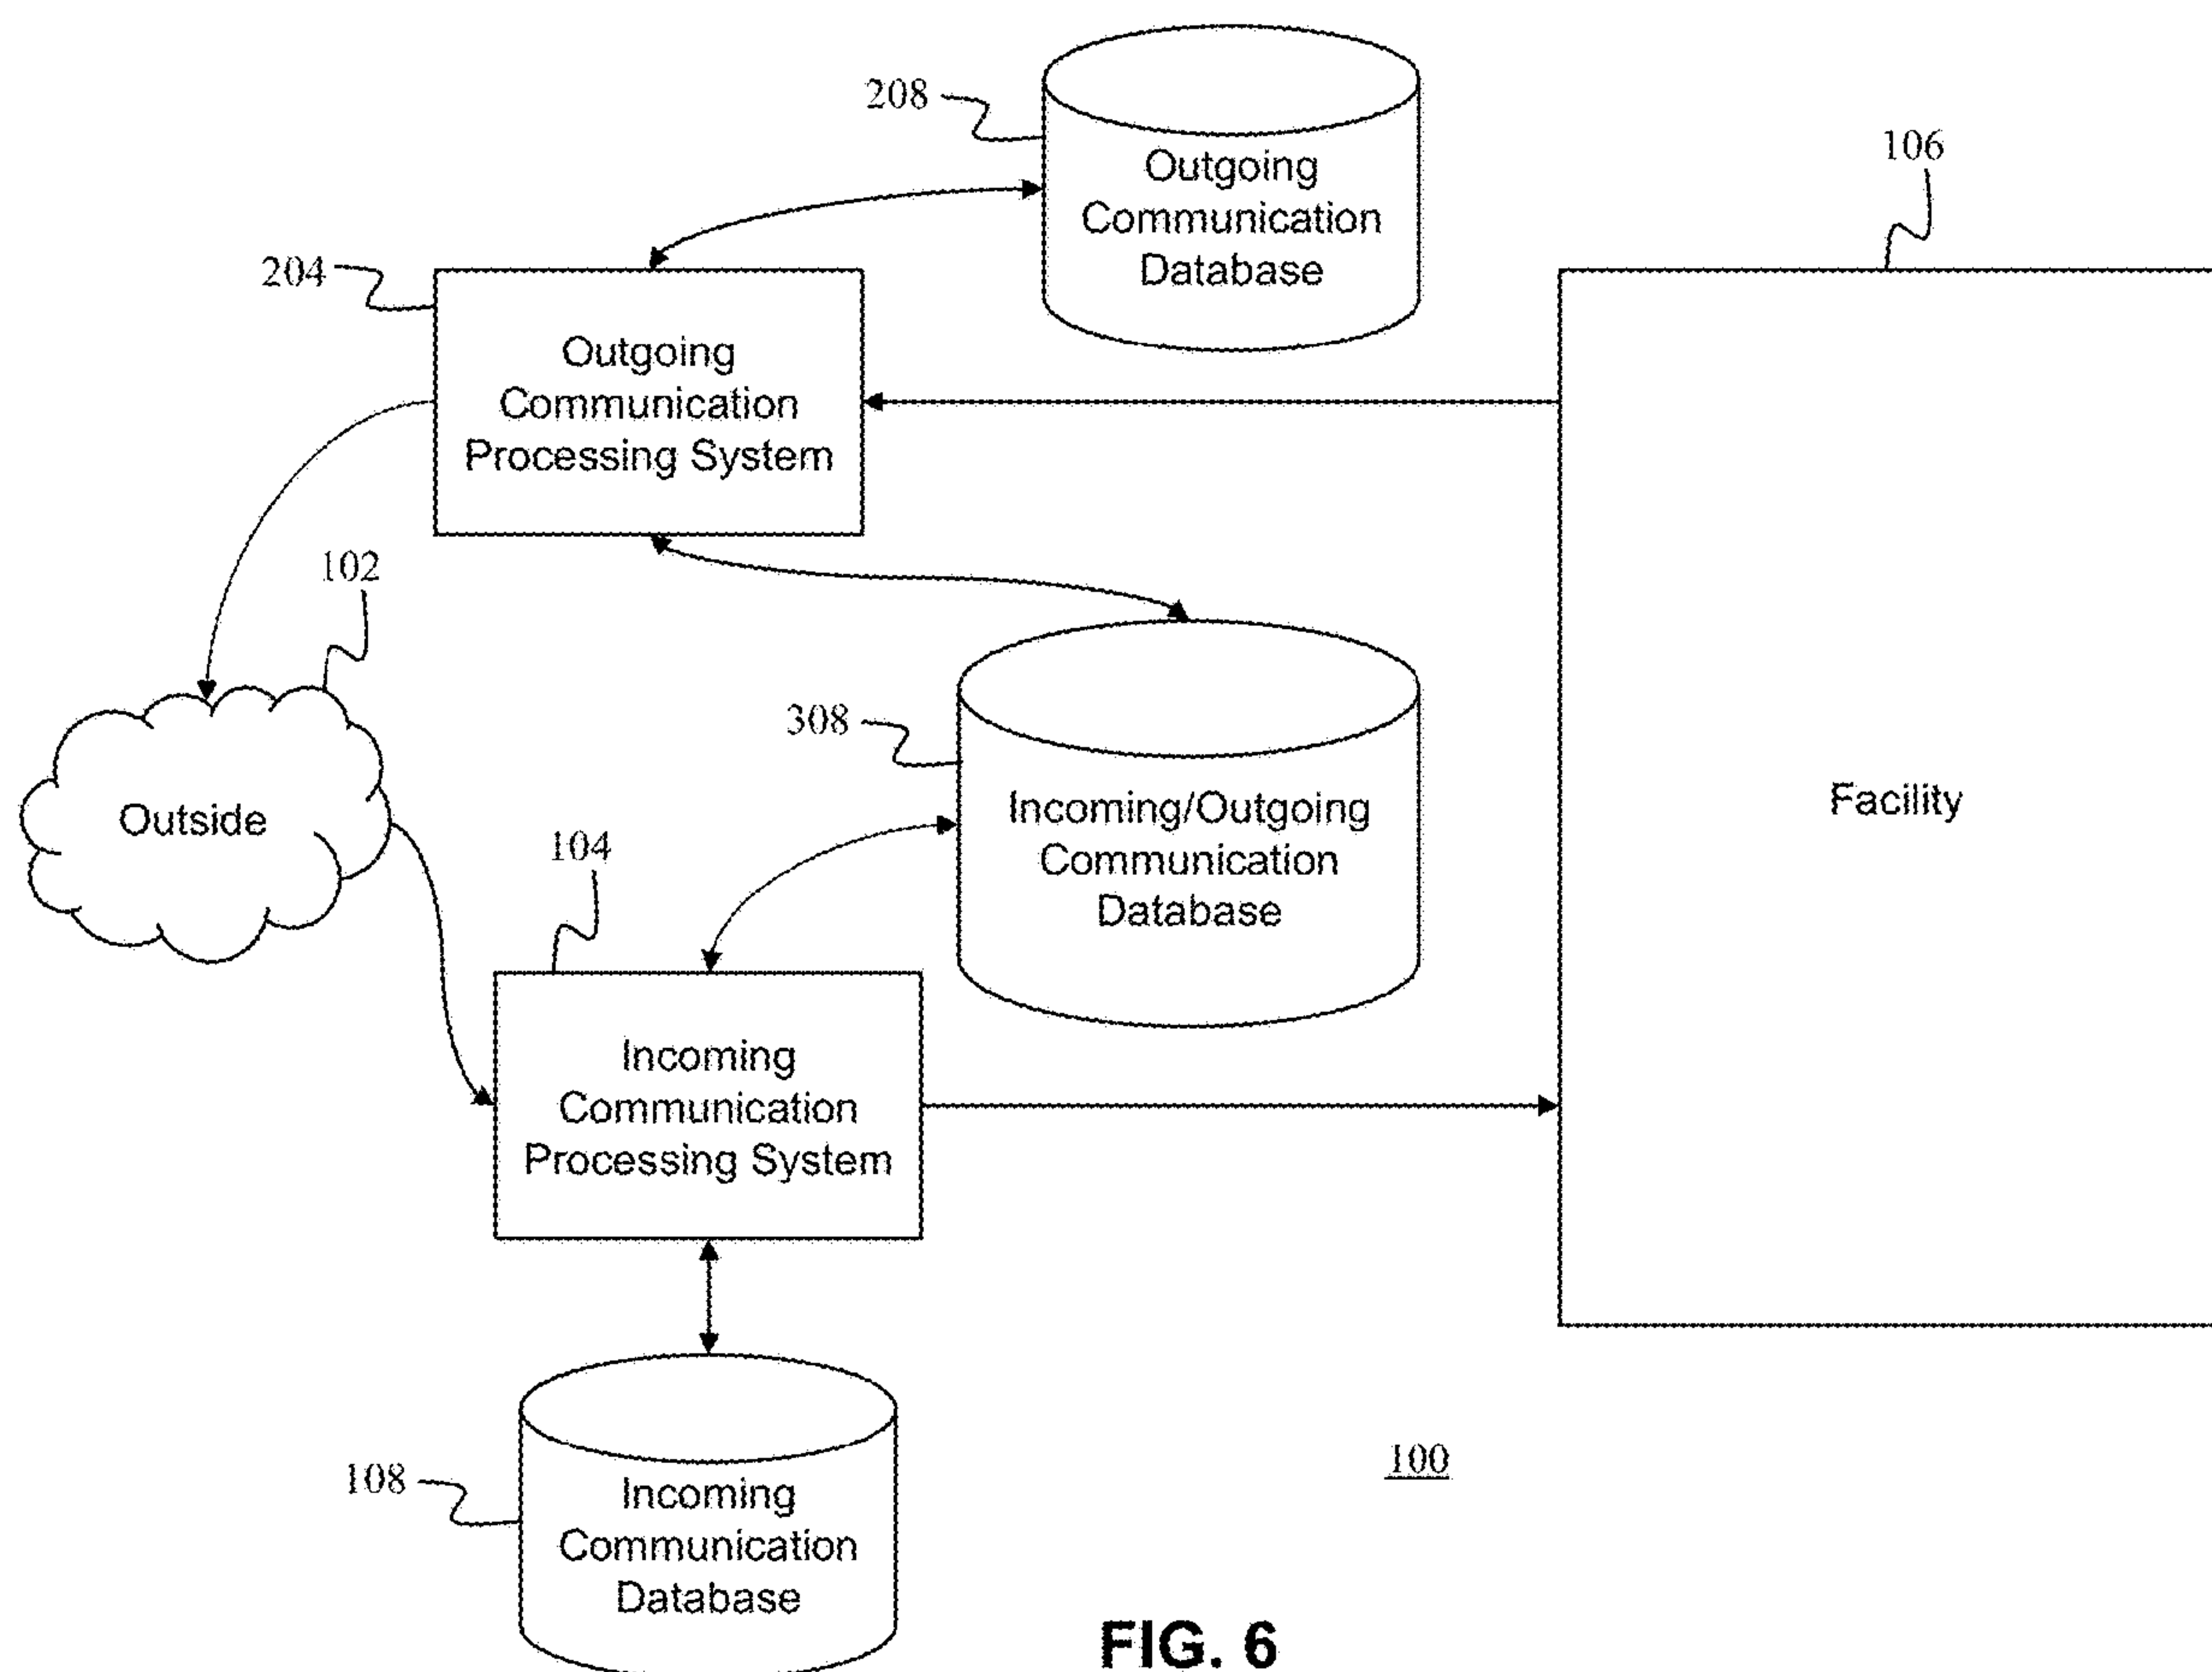 208
Outgoing
Communication
Database
106
204
Outgoing
Communication
Processing System
102
Outside
308
Incoming/Outgoing
Communication
Database
Facility
104
Incoming
Communication
Processing System
108
Incoming
Communication
Database
100
FIG. 6